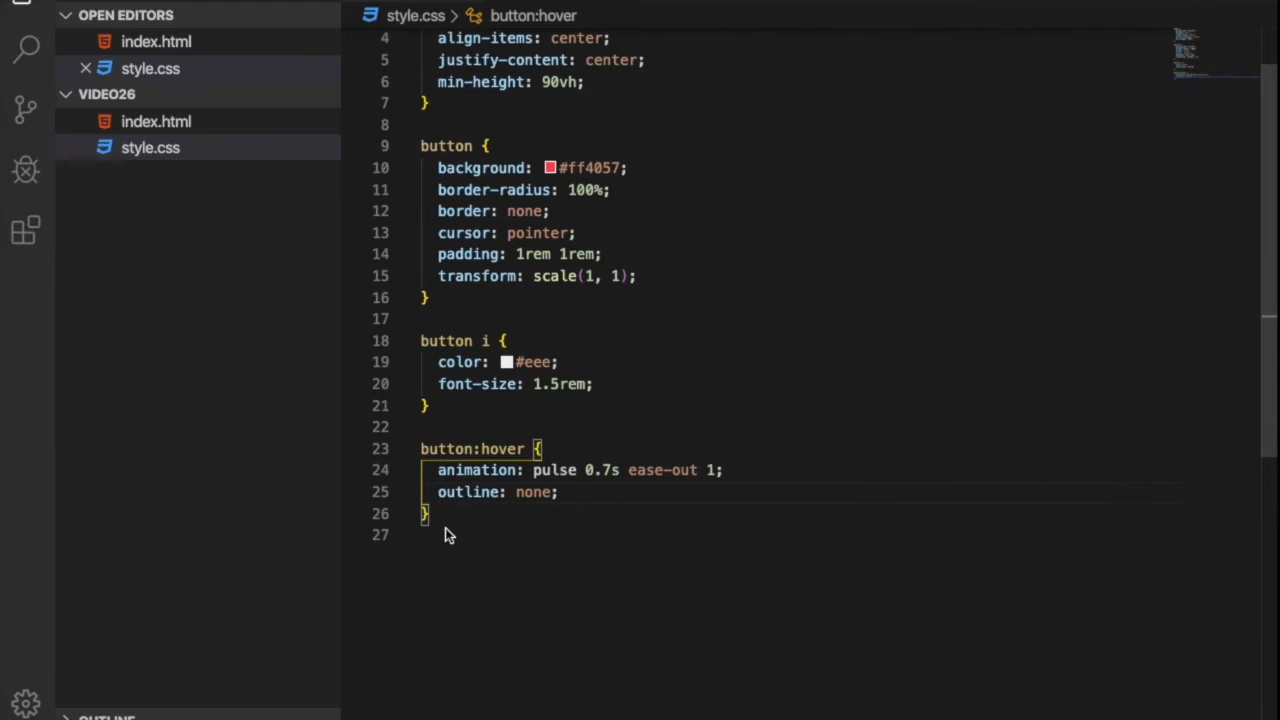 OPEN EDITORS
index.html
style.css
VIDEO26
index.html
style.css
style.css > button:hover
4 align-items: center;
5 justify-content: center;
6 min-height: 90vh;
7 }
8
9 button {
10 background: #ff4057;
11 border-radius: 100%;
12 border: none;
13 cursor: pointer;
14 padding: 1rem 1rem;
15 transform: scale(1, 1);
16 }
17
18 button i {
19 color: #eee;
20 font-size: 1.5rem;
21 }
22
23 button:hover {
24 animation: pulse 0.7s ease-out 1;
25 outline: none;
26 }
27
OUTLINE